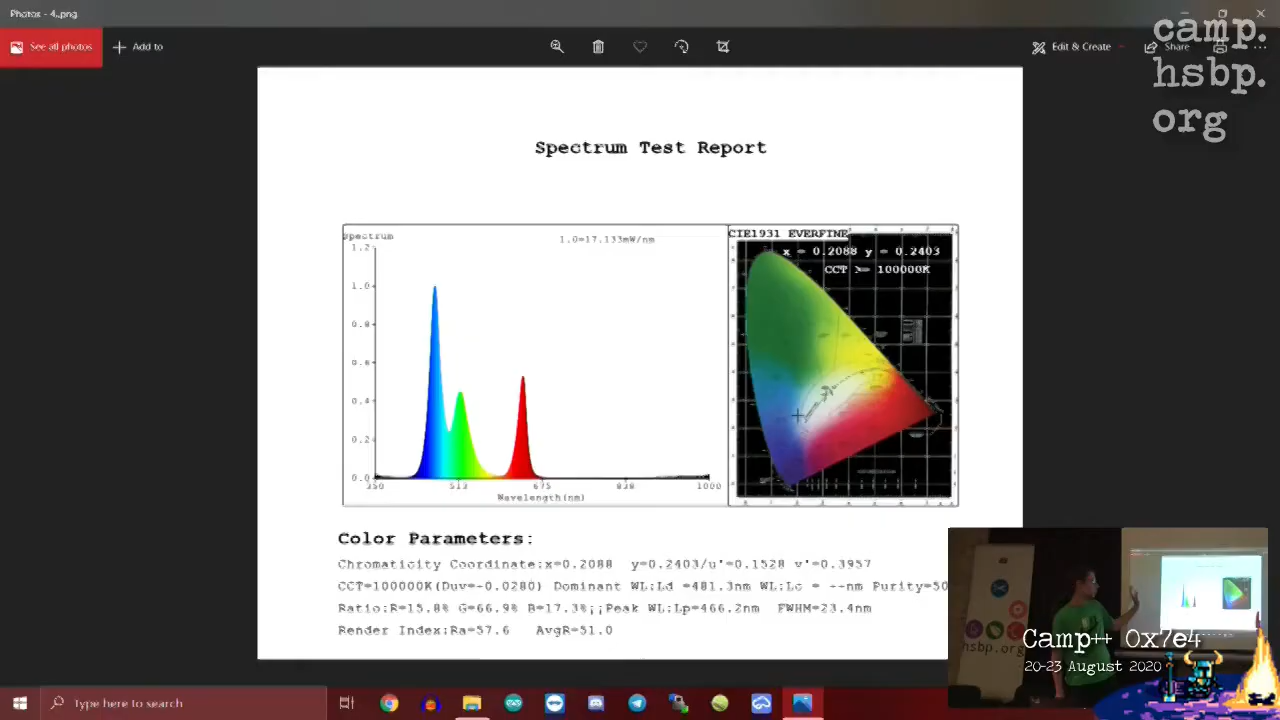 Photos - 4.png
See all photos
Add to
Edit & Create
Share
camp.
hsbp.
org
Spectrum Test Report
Spectrum
1.0=17.133mW/nm
1.2
1.0
0.8
0.6
0.4
0.2
0.0
350 513 675 838 1000
Wavelength(nm)
CIE1931 EVERFINE
x = 0.2088 y = 0.2403
CCT >= 100000K
Color Parameters:
Chromaticity Coordinate:x=0.2088 y=0.2403/u'=0.1528 v'=0.3957
CCT=100000K(Duv=-0.0280) Dominant WL:Ld =481.3nm WL:Lc = --nm Purity=50
Ratio:R=15.8% G=66.9% B=17.3%;;Peak WL:Lp=466.2nm FWHM=23.4nm
Render Index:Ra=57.6 AvgR=51.0
hsbp.org
Camp++ 0x7e4
20-23 August 2020
Type here to search